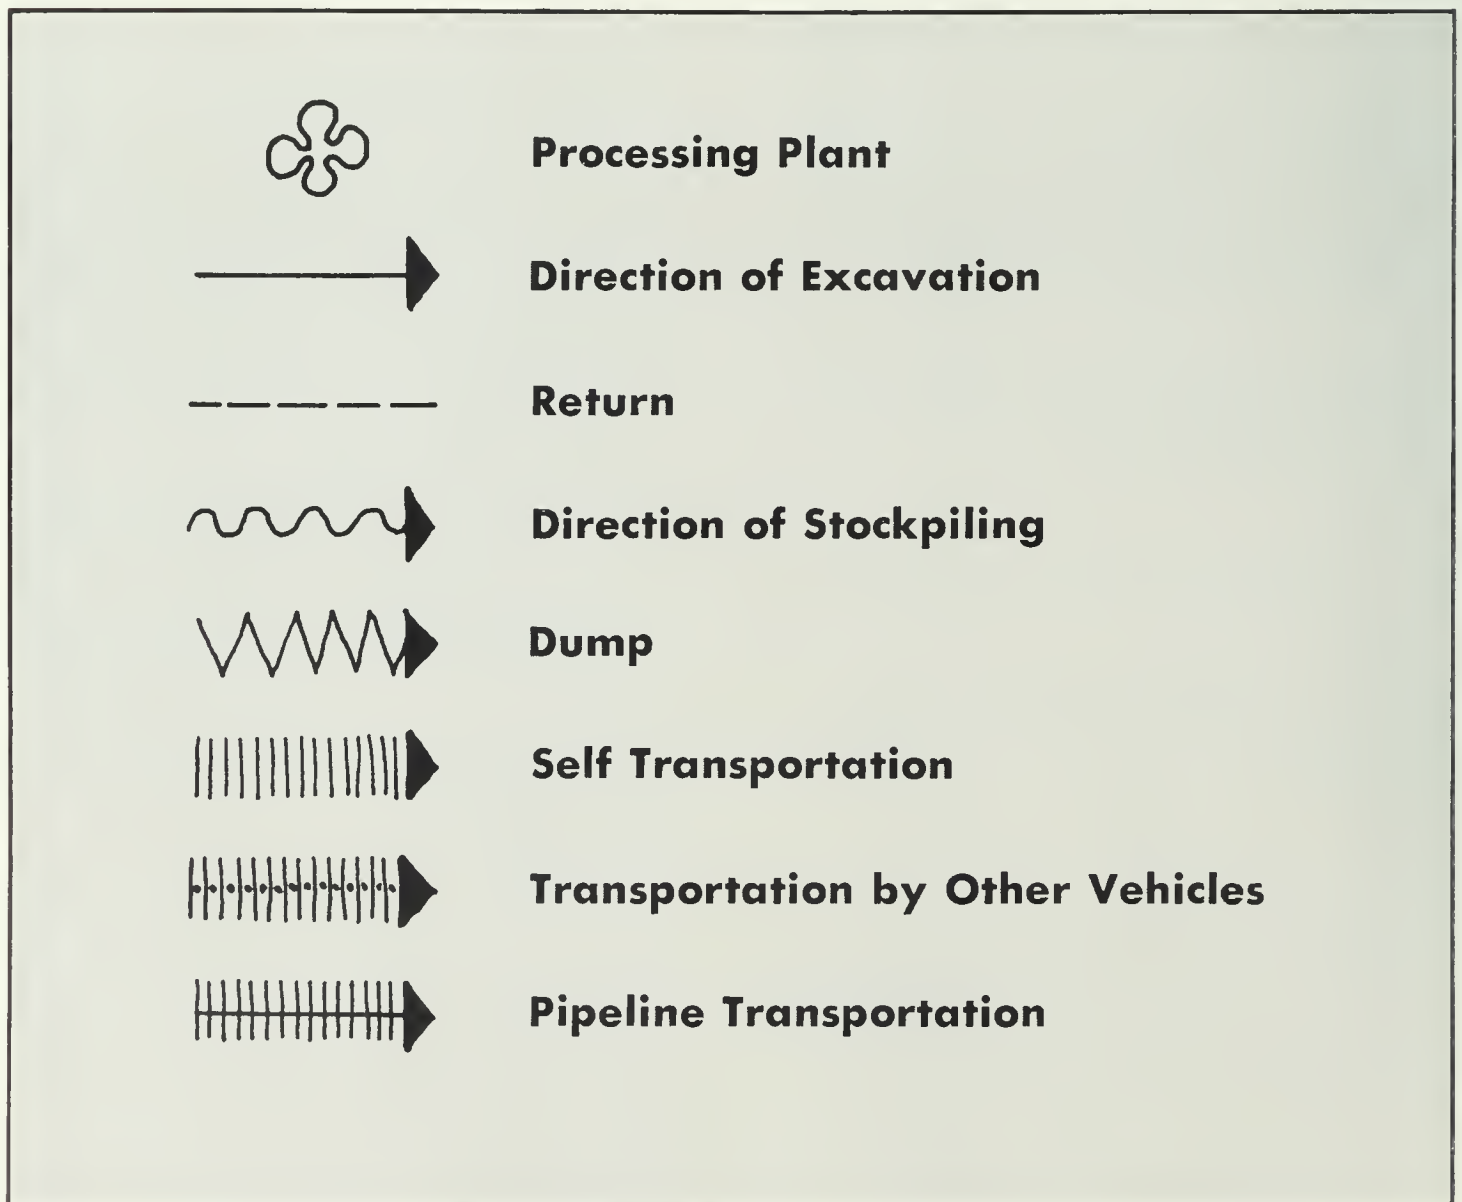 Processing Plant
Direction of Excavation
Return
Direction of Stockpiling
Dump
Self Transportation
Transportation by Other Vehicles
Pipeline Transportation